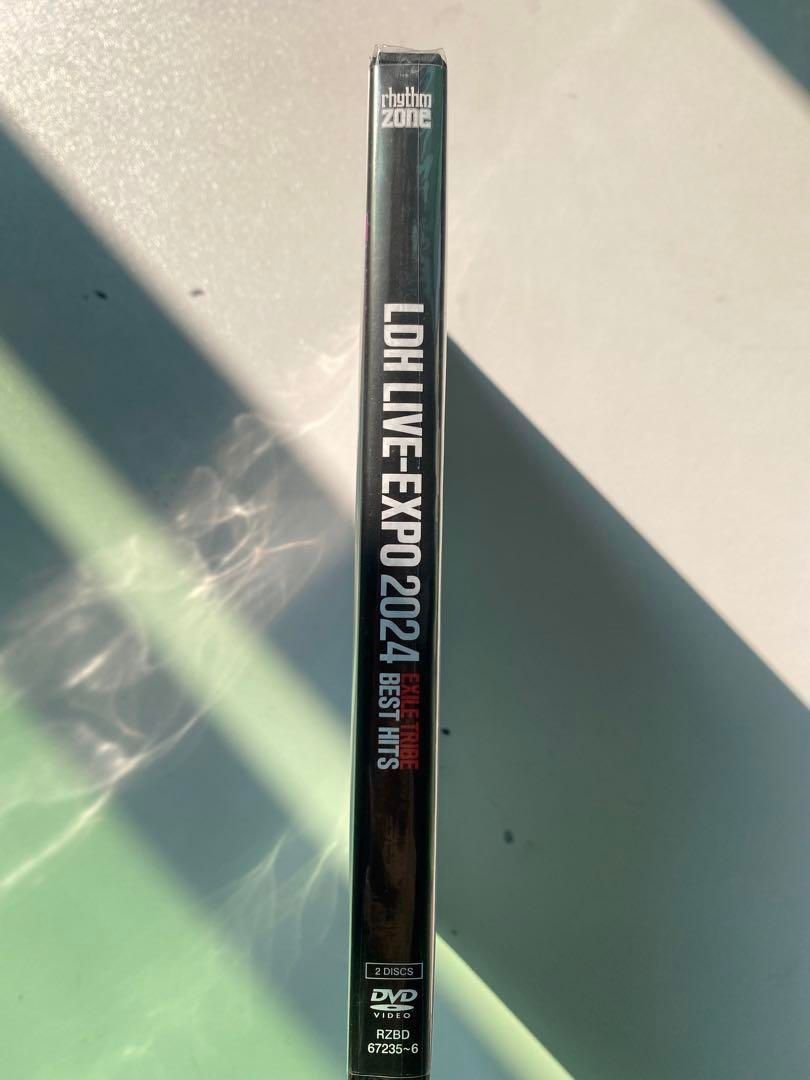 rhythm
zone
LDH LIVE-EXPO 2024
EXILE TRIBE
BEST HITS
2 DISCS
DVD
VIDEO
RZBD
67235~6